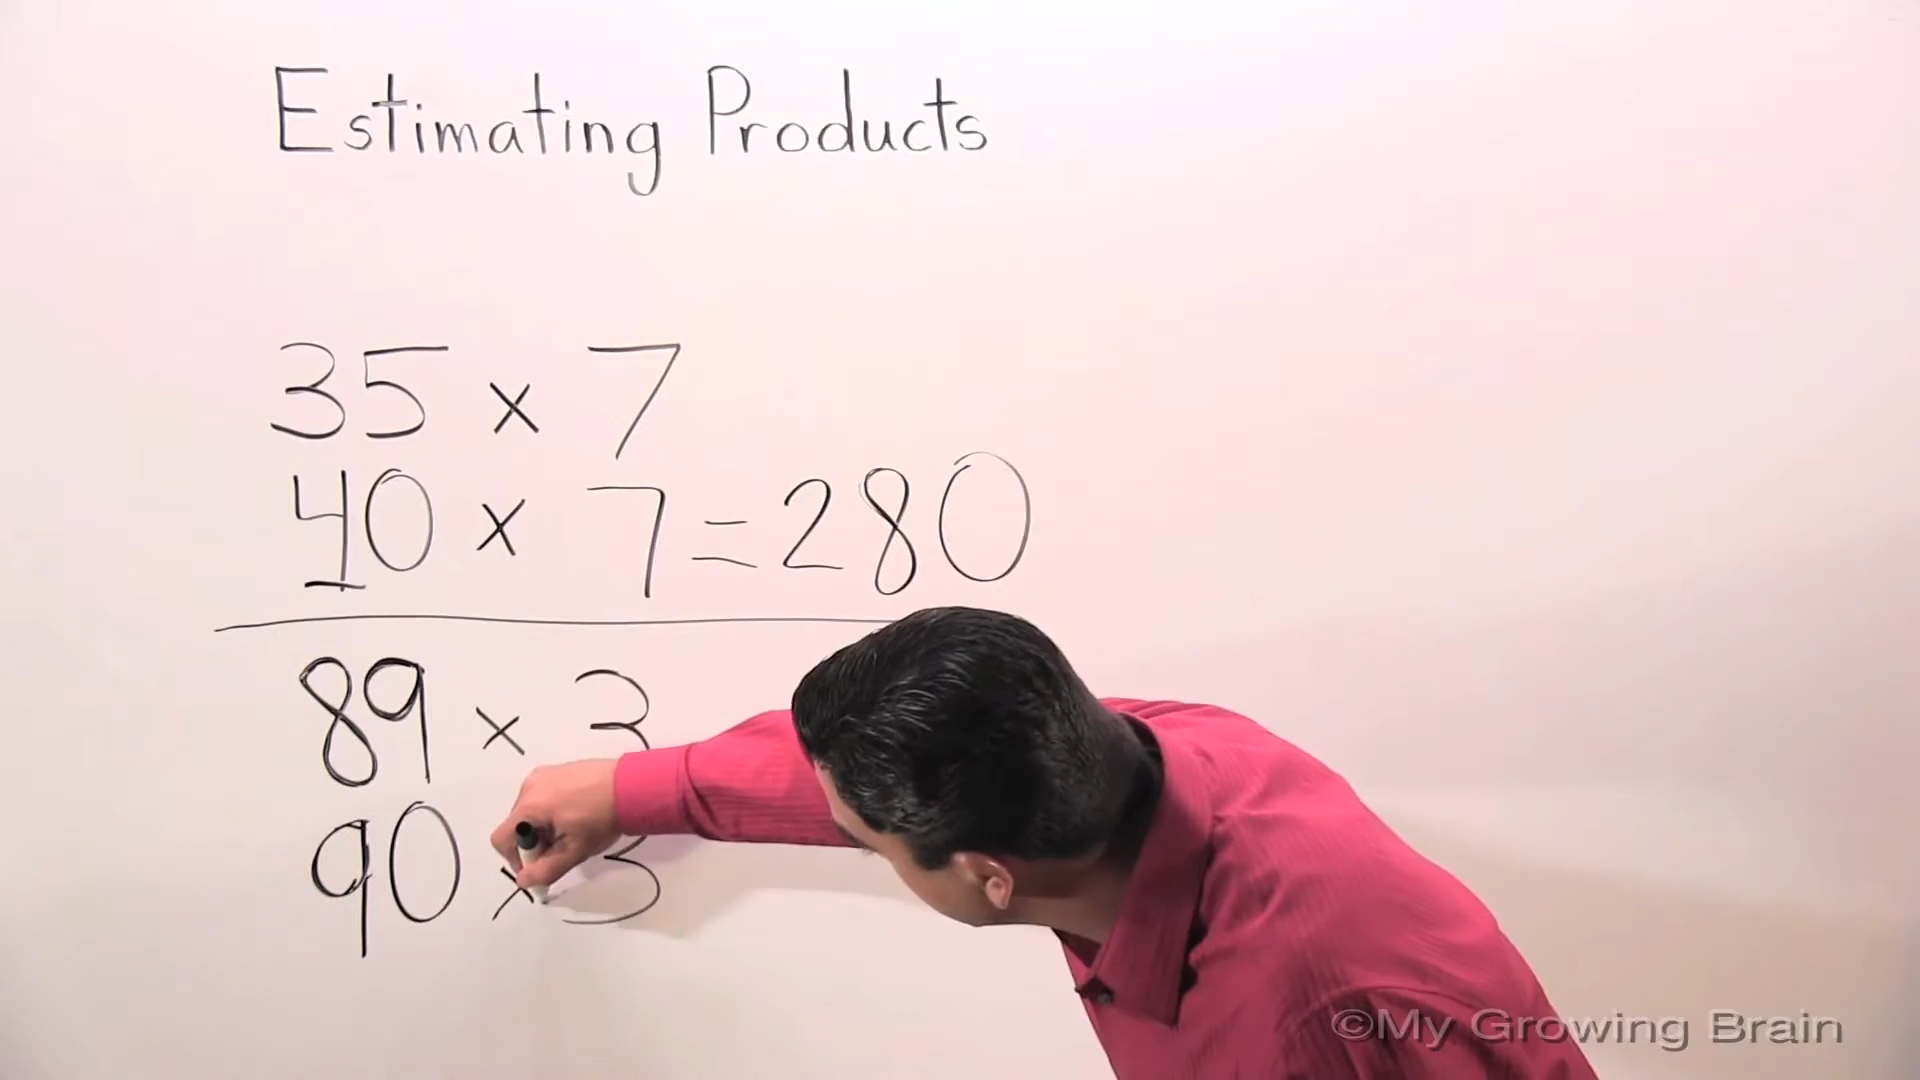 Estimating Products
35 × 7
40 × 7 = 280
89 × 3
90 × 3
©My Growing Brain